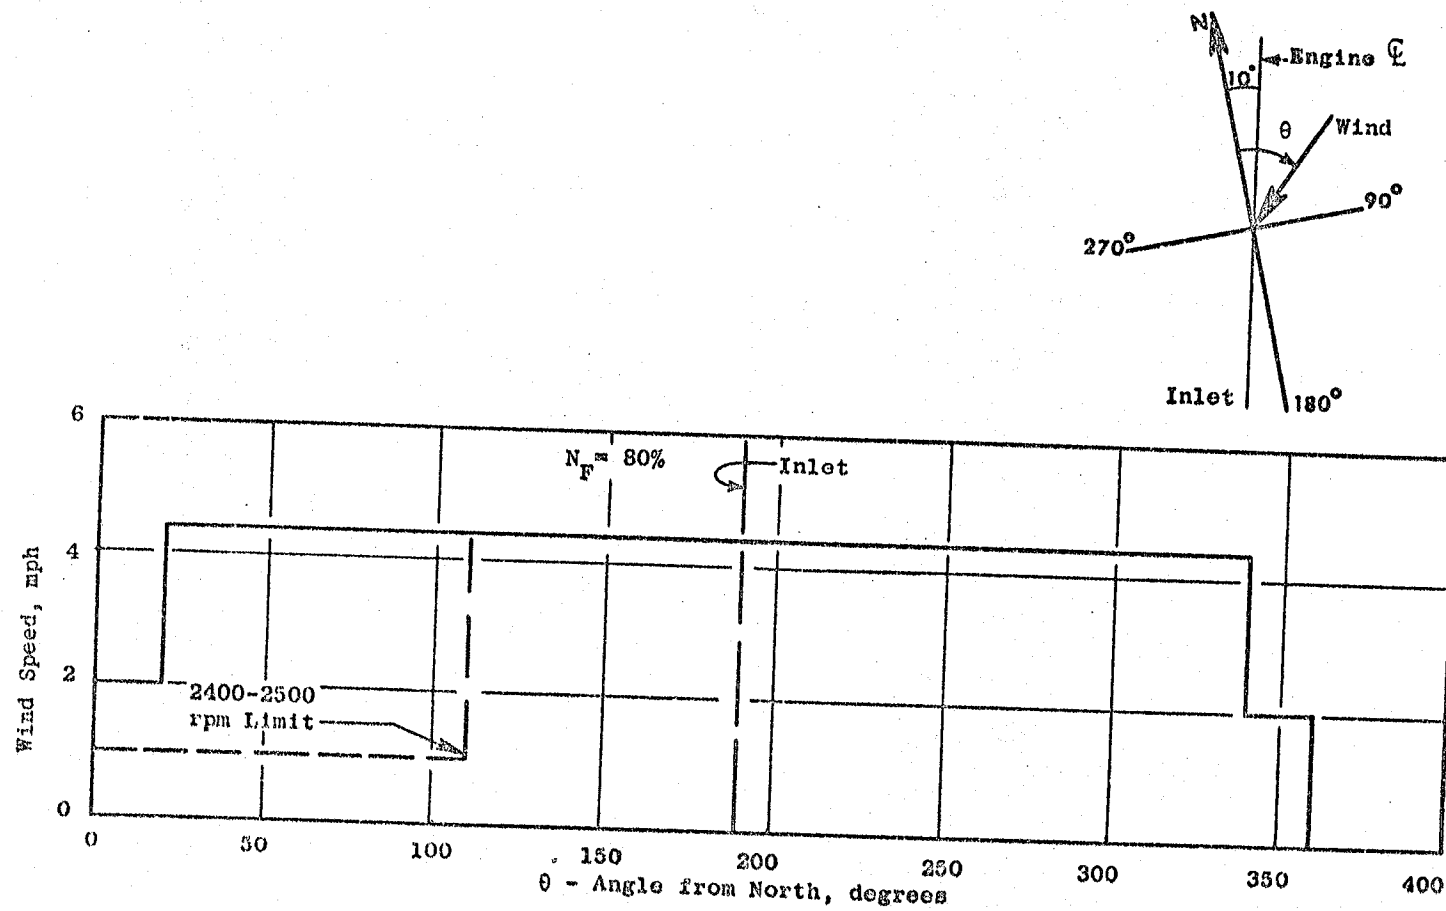 N
Engine ℄
10°
θ
Wind
90°
270°
Inlet
180°
6
N_F = 80%
Inlet
4
Wind Speed, mph
2
2400-2500
rpm Limit
0
0 50 100 150 200 250 300 350 400
θ - Angle from North, degrees